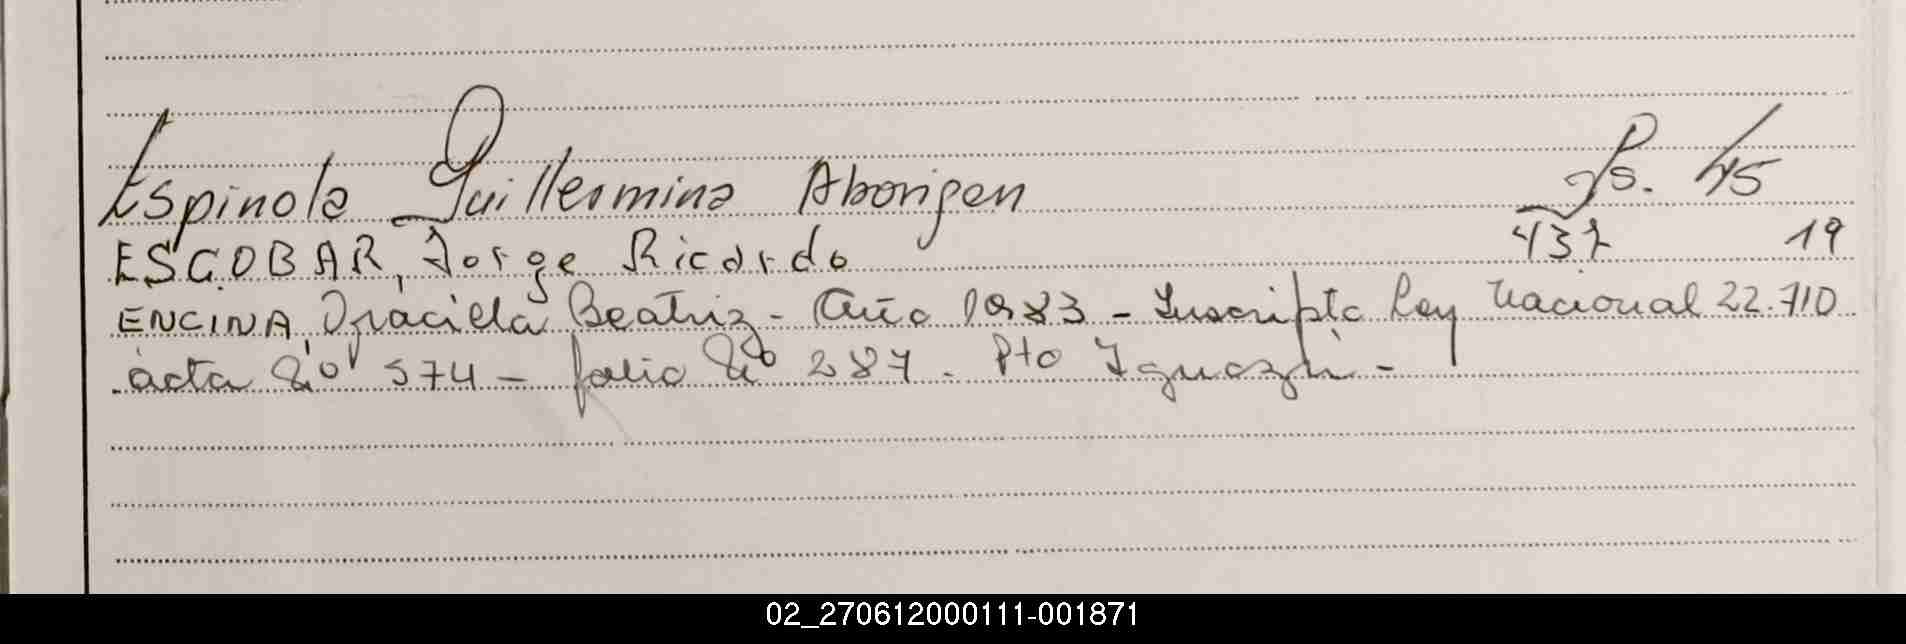 Espinola Guillermina Aborigen Fs. 45
ESCOBAR, Jorge Ricardo 437 19
ENCINA, Graciela Beatriz - Año 1983 - Inscripta Ley Nacional 22.710
acta Nº 574 - folio Nº 287 - Pto Iguazú -
02_270612000111-001871